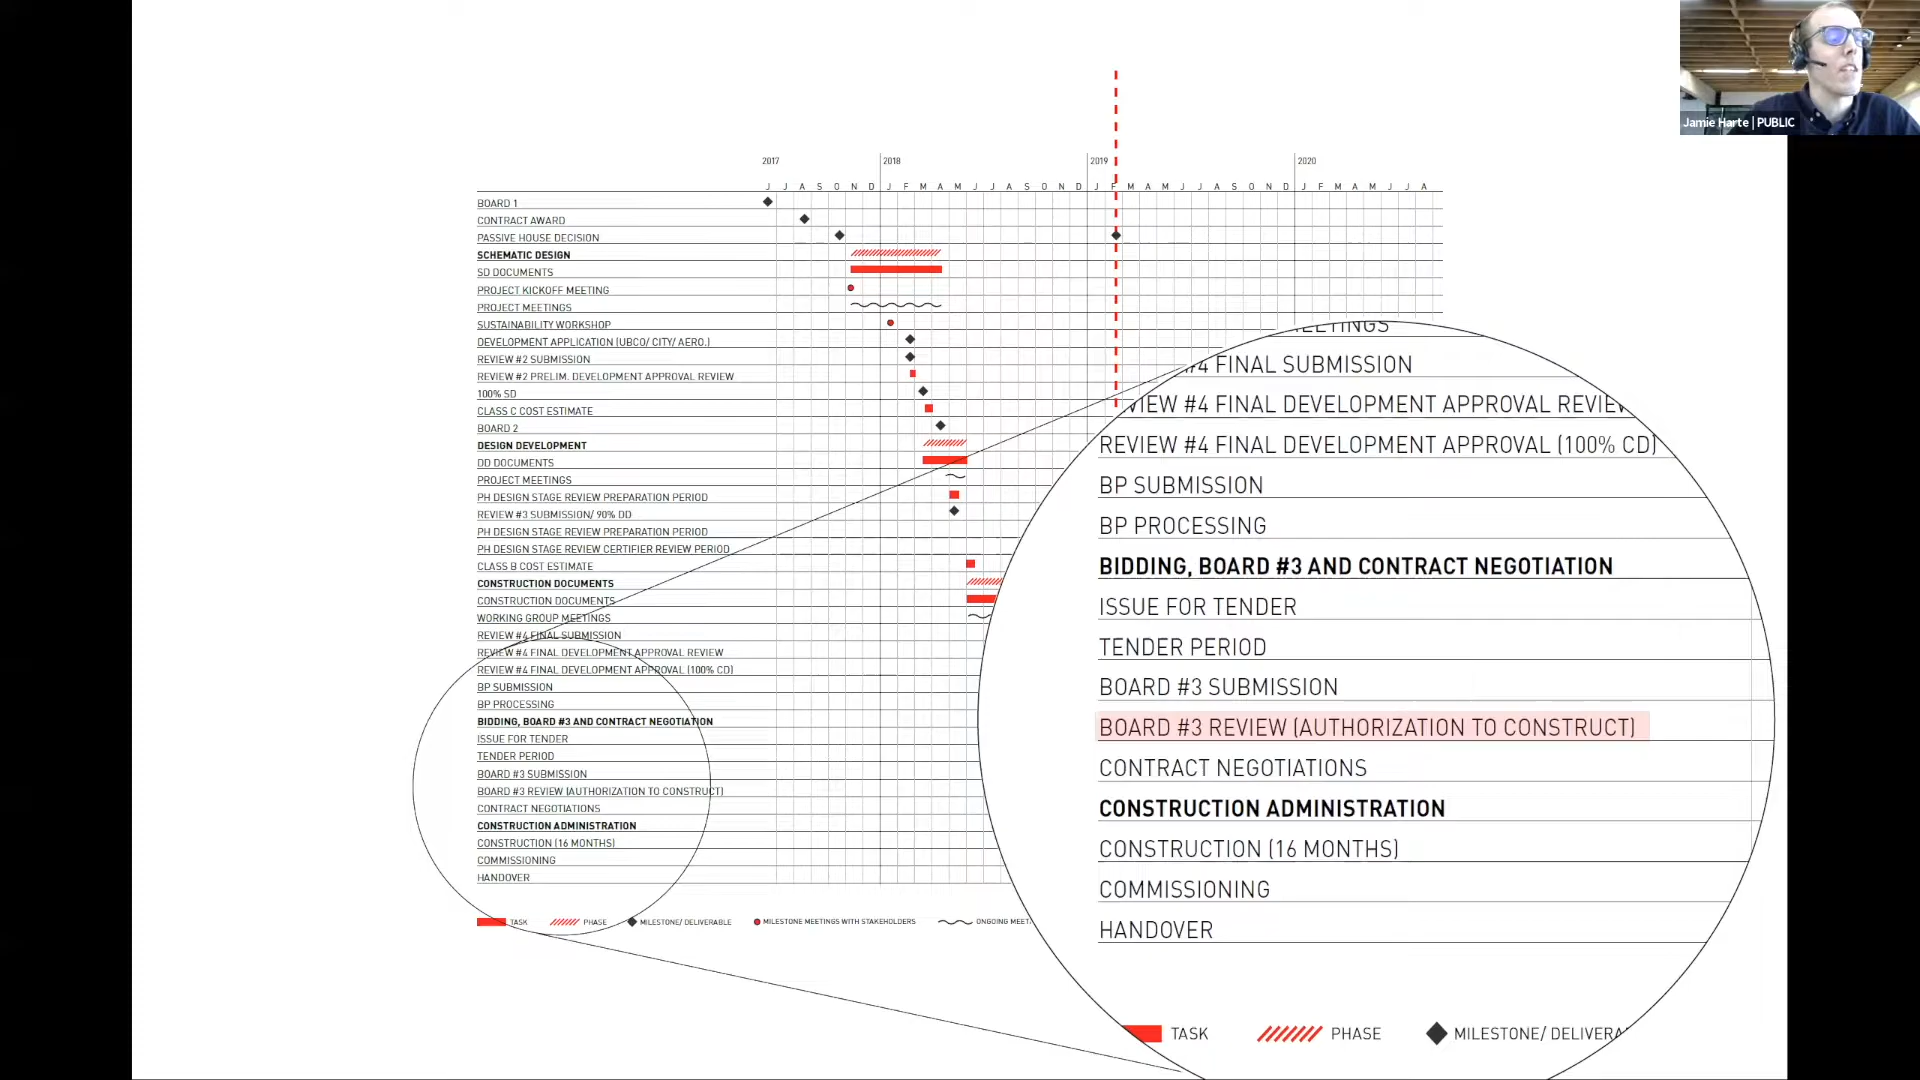 Jamie Harte | PUBLIC
2017 2018 2019 2020
J J A S O N D J F M A M J J A S O N D J F M A M J J A S O N D J F M A M J J A
BOARD 1
CONTRACT AWARD
PASSIVE HOUSE DECISION
SCHEMATIC DESIGN
SD DOCUMENTS
PROJECT KICKOFF MEETING
PROJECT MEETINGS
SUSTAINABILITY WORKSHOP
DEVELOPMENT APPLICATION (UBCO/ CITY/ AERO.)
REVIEW #2 SUBMISSION
REVIEW #2 PRELIM. DEVELOPMENT APPROVAL REVIEW
100% SD
CLASS C COST ESTIMATE
BOARD 2
DESIGN DEVELOPMENT
DD DOCUMENTS
PROJECT MEETINGS
PH DESIGN STAGE REVIEW PREPARATION PERIOD
REVIEW #3 SUBMISSION/ 90% DD
PH DESIGN STAGE REVIEW PREPARATION PERIOD
PH DESIGN STAGE REVIEW CERTIFIER REVIEW PERIOD
CLASS B COST ESTIMATE
CONSTRUCTION DOCUMENTS
CONSTRUCTION DOCUMENTS
WORKING GROUP MEETINGS
REVIEW #4 FINAL SUBMISSION
REVIEW #4 FINAL DEVELOPMENT APPROVAL REVIEW
REVIEW #4 FINAL DEVELOPMENT APPROVAL (100% CD)
BP SUBMISSION
BP PROCESSING
BIDDING, BOARD #3 AND CONTRACT NEGOTIATION
ISSUE FOR TENDER
TENDER PERIOD
BOARD #3 SUBMISSION
BOARD #3 REVIEW (AUTHORIZATION TO CONSTRUCT)
CONTRACT NEGOTIATIONS
CONSTRUCTION ADMINISTRATION
CONSTRUCTION (16 MONTHS)
COMMISSIONING
HANDOVER
TASK PHASE MILESTONE/ DELIVERABLE MILESTONE MEETINGS WITH STAKEHOLDERS ONGOING MEET
#4 FINAL SUBMISSION
#4 FINAL DEVELOPMENT APPROVAL
REVIEW #4 FINAL DEVELOPMENT APPROVAL (100% CD)
BP SUBMISSION
BP PROCESSING
BIDDING, BOARD #3 AND CONTRACT NEGOTIATION
ISSUE FOR TENDER
TENDER PERIOD
BOARD #3 SUBMISSION
BOARD #3 REVIEW (AUTHORIZATION TO CONSTRUCT)
CONTRACT NEGOTIATIONS
CONSTRUCTION ADMINISTRATION
CONSTRUCTION (16 MONTHS)
COMMISSIONING
HANDOVER
TASK PHASE MILESTONE/ DELIVERA